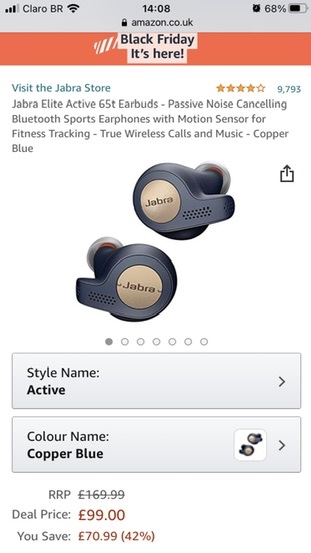 Claro BR 14:08 68%
amazon.co.uk
Black Friday
It's here!
Visit the Jabra Store 9,793
Jabra Elite Active 65t Earbuds - Passive Noise Cancelling
Bluetooth Sports Earphones with Motion Sensor for
Fitness Tracking - True Wireless Calls and Music - Copper
Blue
Jabra
Jabra
Style Name:
Active
Colour Name:
Copper Blue
RRP £169.99
Deal Price: £99.00
You Save: £70.99 (42%)